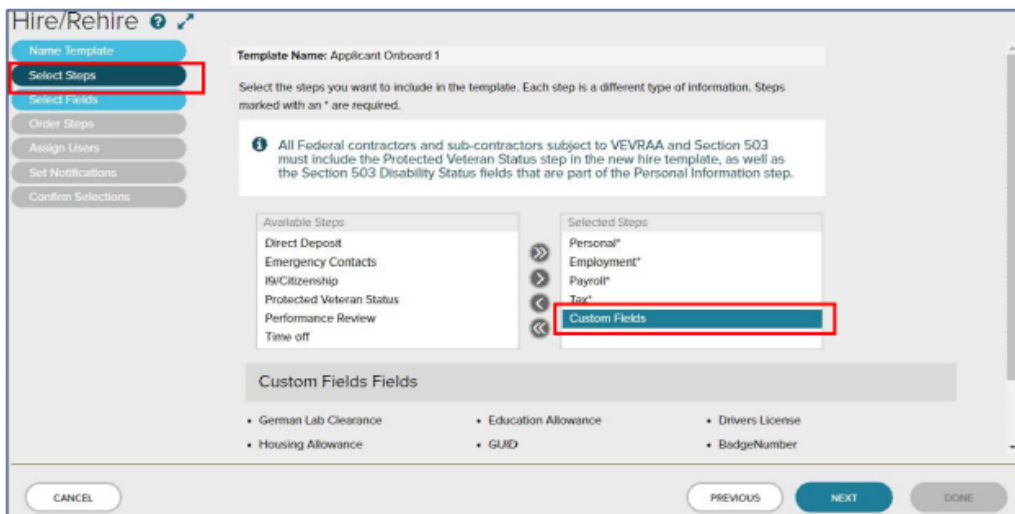 Hire/Rehire
Name Template
Select Steps
Select Fields
Order Steps
Assign Users
Set Notifications
Confirm Selections
Template Name: Applicant Onboard 1
Select the steps you want to include in the template. Each step is a different type of information. Steps
marked with an * are required.
All Federal contractors and sub-contractors subject to VEVRAA and Section 503
must include the Protected Veteran Status step in the new hire template, as well as
the Section 503 Disability Status fields that are part of the Personal Information step.
Available Steps
Direct Deposit
Emergency Contacts
I9/Citizenship
Protected Veteran Status
Performance Review
Time off
Selected Steps
Personal*
Employment*
Payroll*
Tax*
Custom Fields
Custom Fields Fields
• German Lab Clearance
• Education Allowance
• Drivers License
• Housing Allowance
• GUID
• BadgeNumber
CANCEL
PREVIOUS
NEXT
DONE